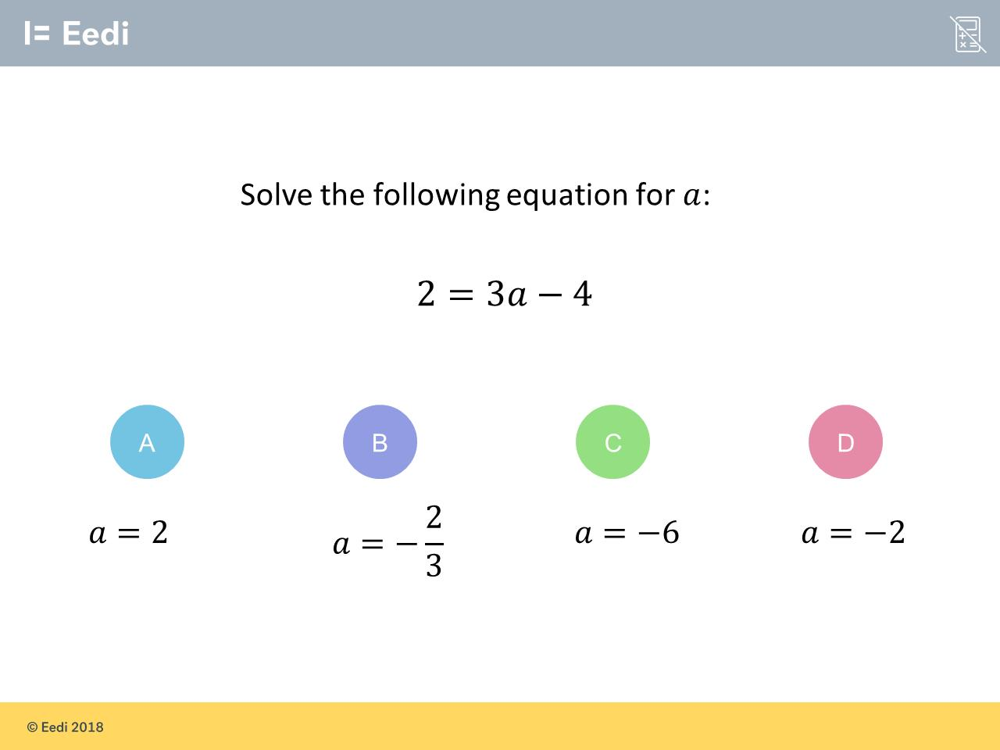 Eedi
Solve the following equation for a:
2 = 3a − 4
A
B
C
D
a = 2
a = −2/3
a = −6
a = −2
© Eedi 2018